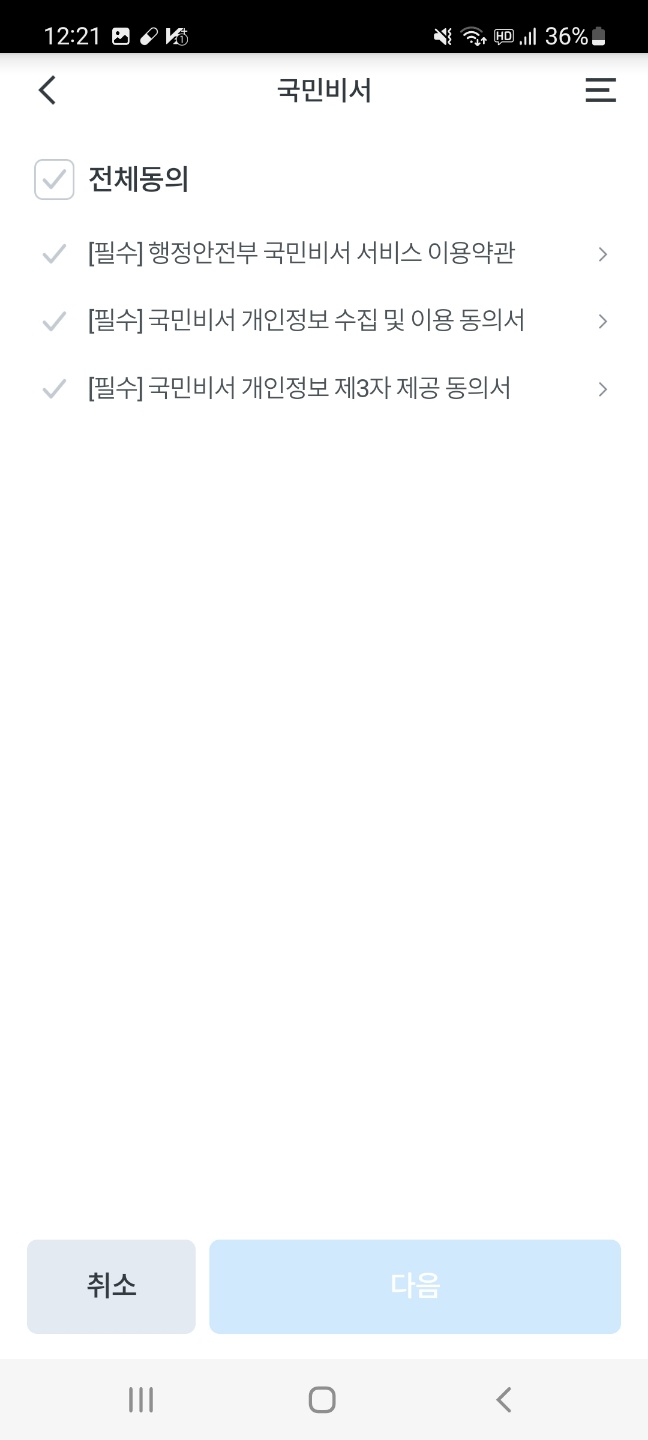 12:21 HD 36%
국민비서
전체동의
[필수] 행정안전부 국민비서 서비스 이용약관
[필수] 국민비서 개인정보 수집 및 이용 동의서
[필수] 국민비서 개인정보 제3자 제공 동의서
취소 다음